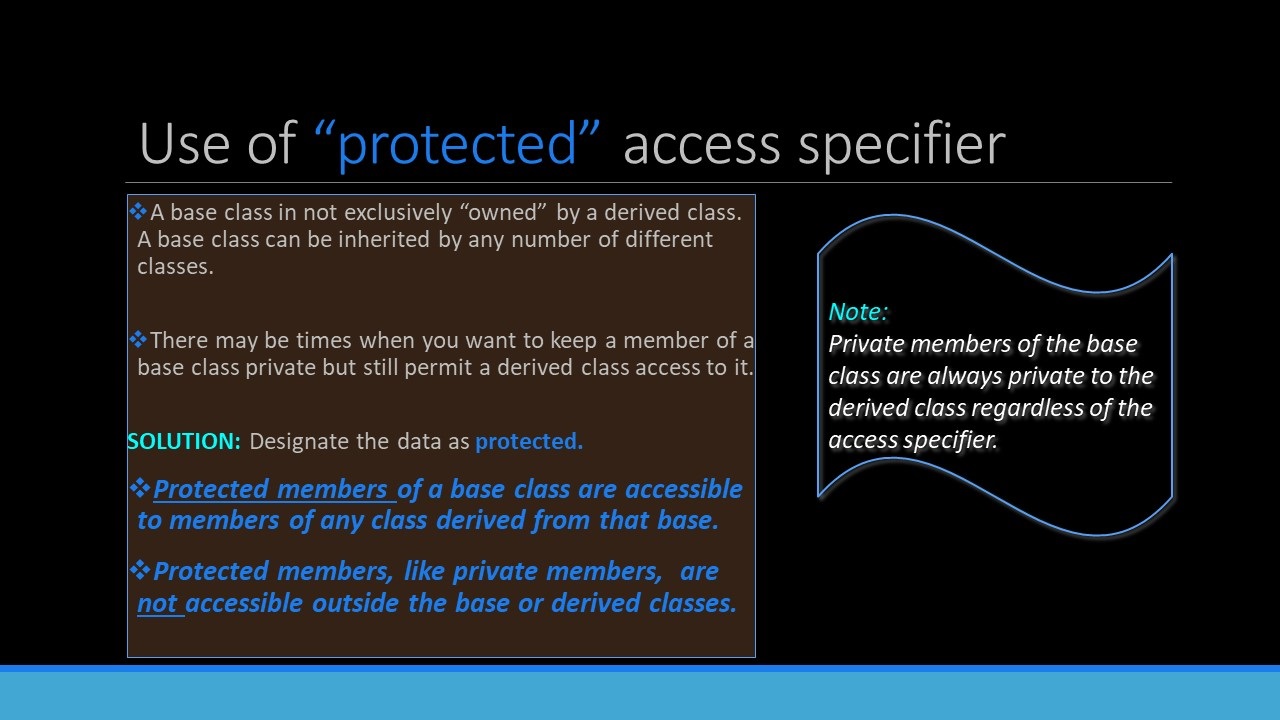 Use of “protected” access specifier
❖A base class in not exclusively “owned” by a derived class.
A base class can be inherited by any number of different
classes.
❖There may be times when you want to keep a member of a
base class private but still permit a derived class access to it.
SOLUTION: Designate the data as protected.
❖Protected members of a base class are accessible
to members of any class derived from that base.
❖Protected members, like private members, are
not accessible outside the base or derived classes.
Note:
Private members of the base
class are always private to the
derived class regardless of the
access specifier.